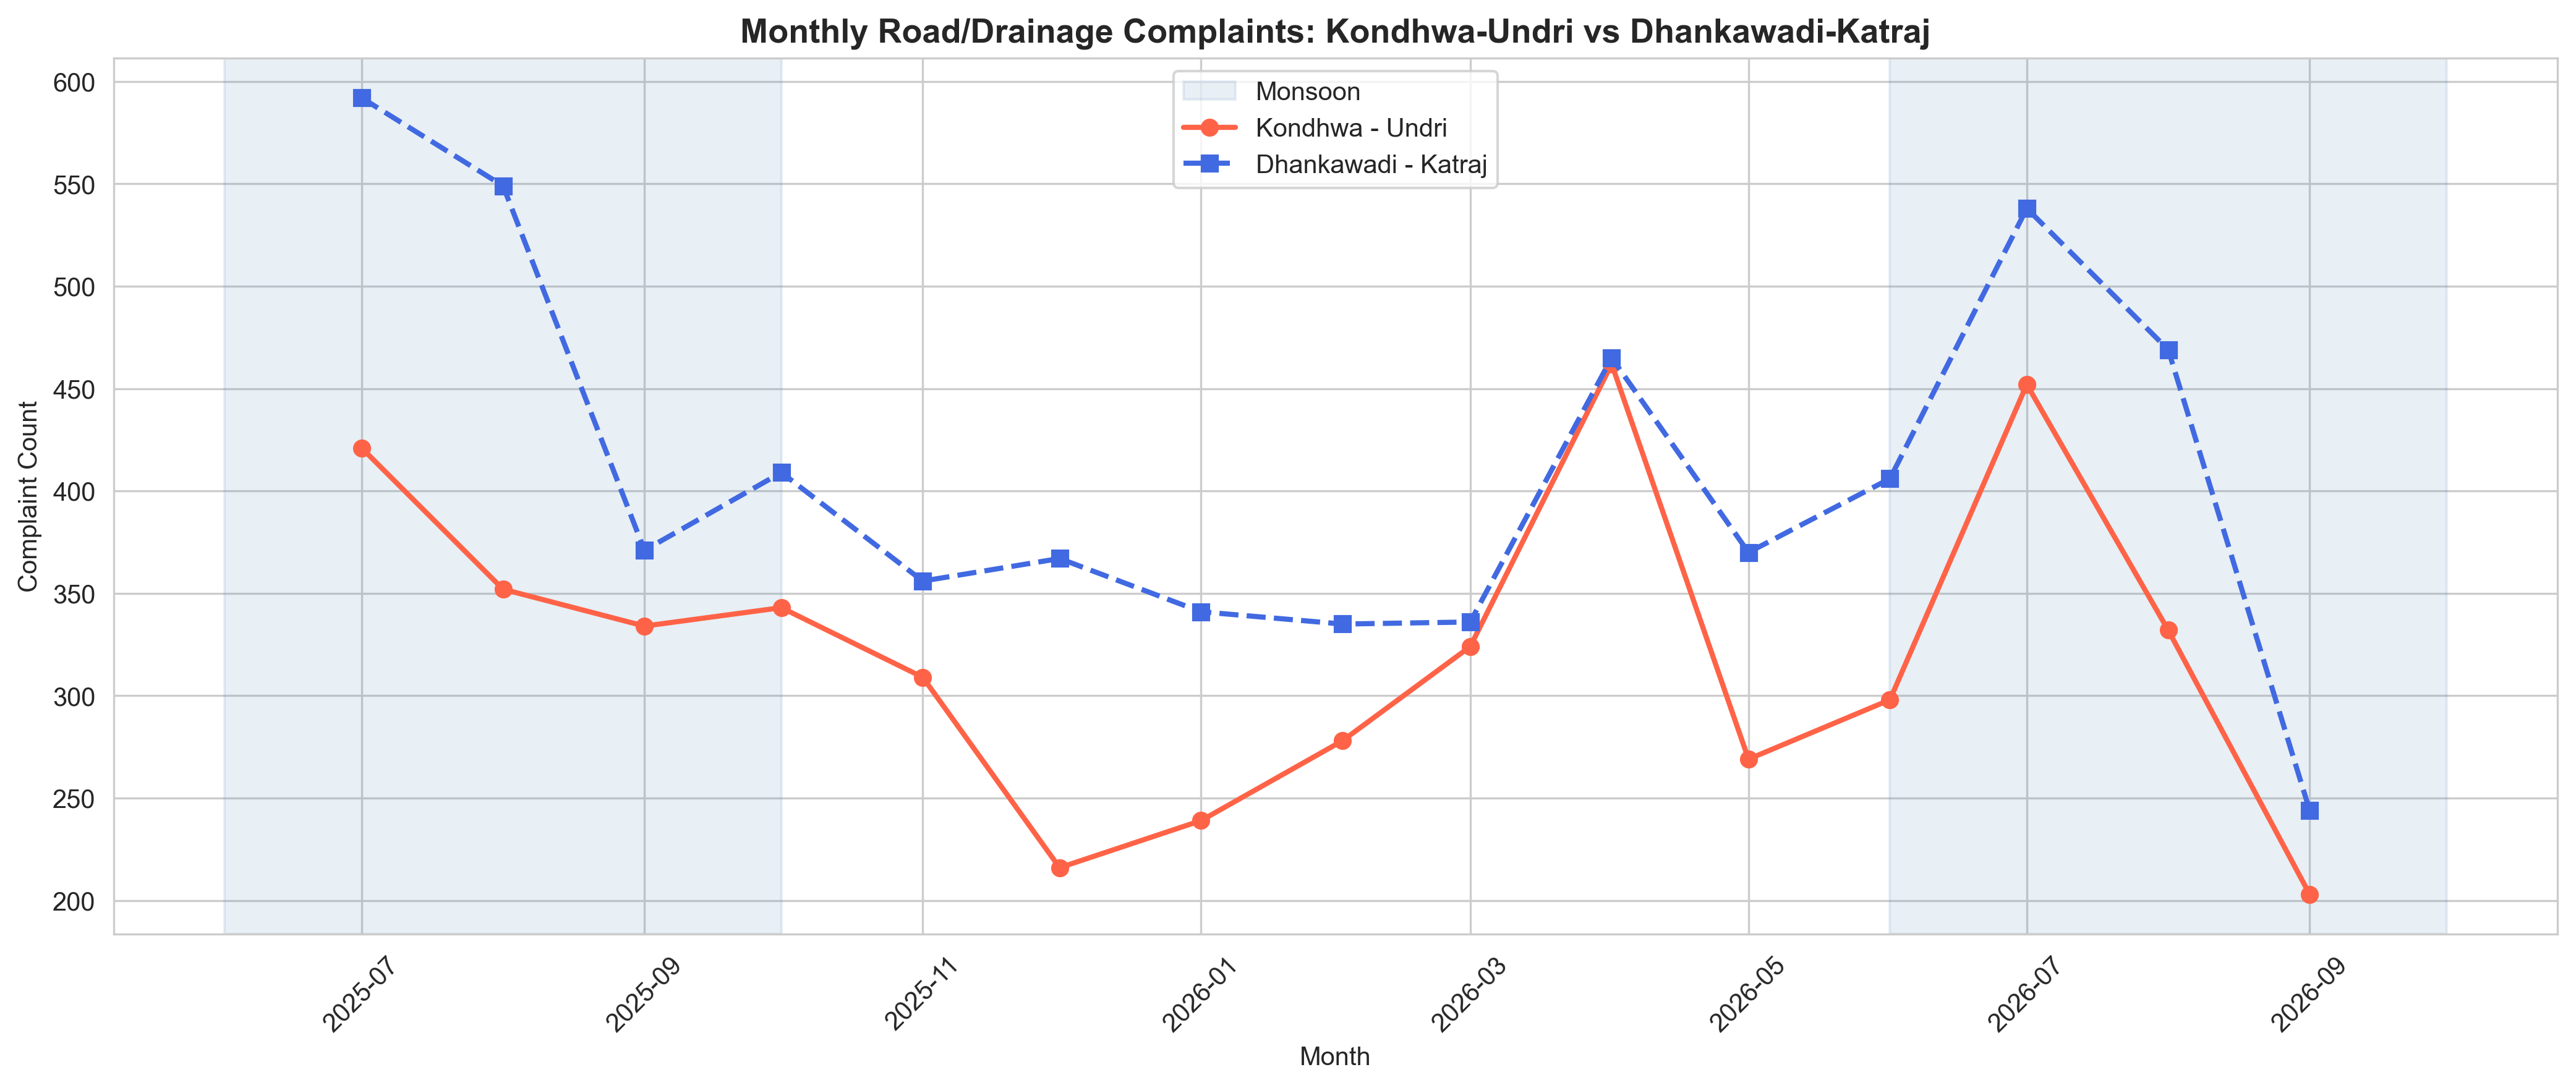 Monthly Road/Drainage Complaints: Kondhwa-Undri vs Dhankawadi-Katraj
Monsoon
Kondhwa - Undri
Dhankawadi - Katraj
Complaint Count
600
550
500
450
400
350
300
250
200
2025-07
2025-09
2025-11
2026-01
2026-03
2026-05
2026-07
2026-09
Month